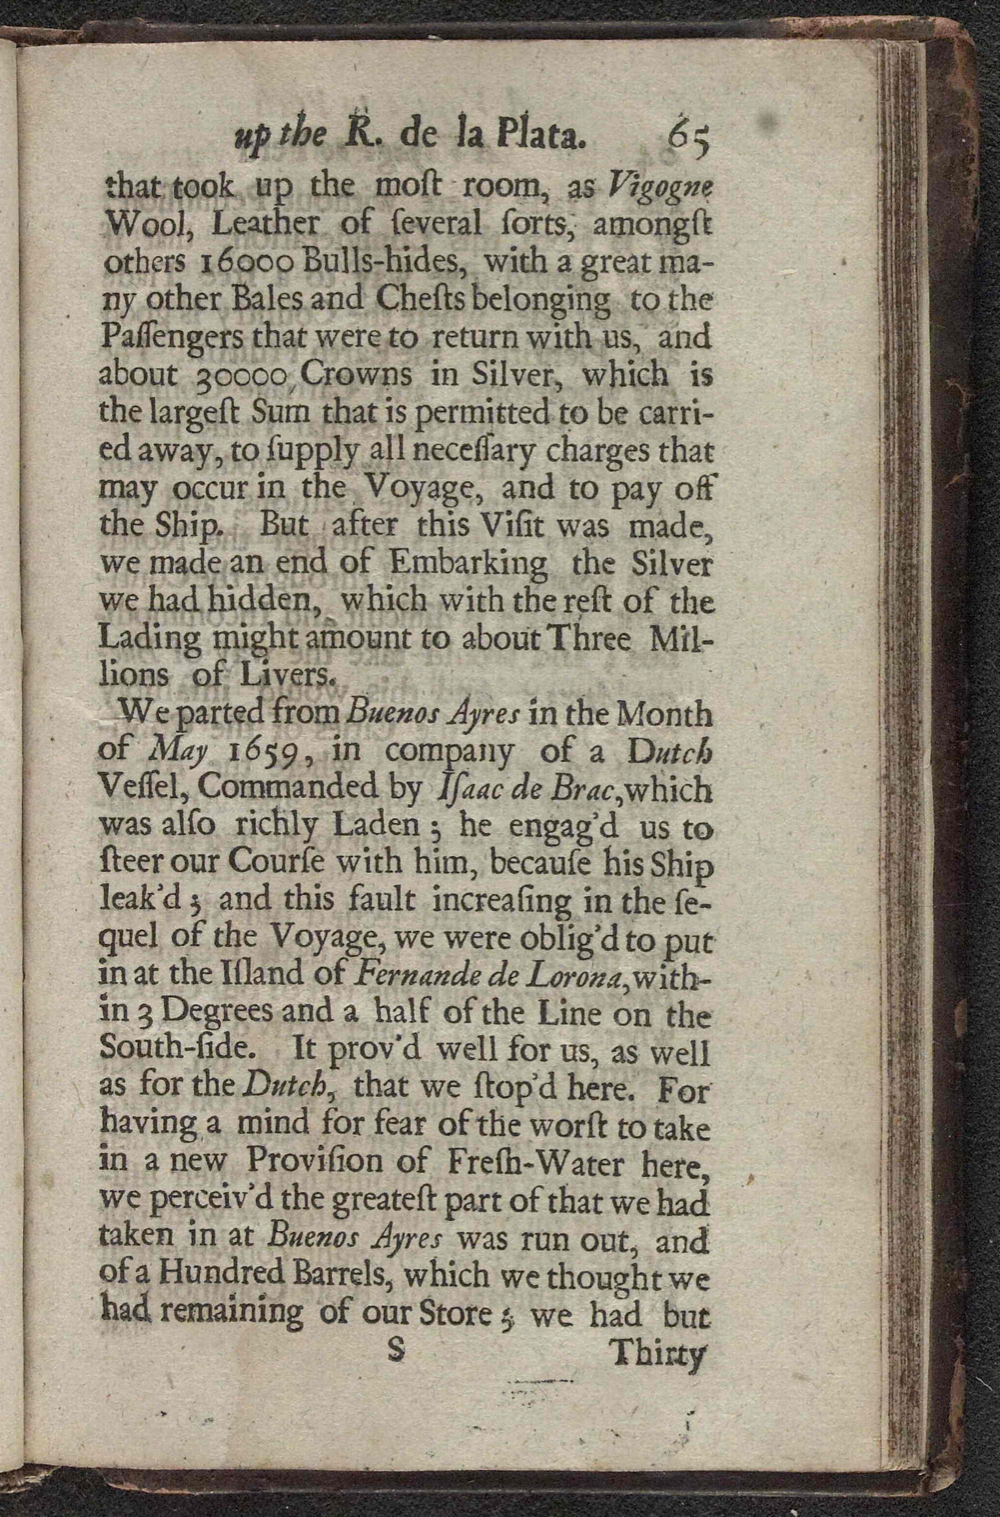 up the R. de la Plata. 65
that took up the moſt room, as Vigogne
Wool, Leather of ſeveral ſorts, amongſt
others 16000 Bulls-hides, with a great ma-
ny other Bales and Cheſts belonging to the
Paſſengers that were to return with us, and
about 30000 Crowns in Silver, which is
the largeſt Sum that is permitted to be carri-
ed away, to ſupply all neceſſary charges that
may occur in the Voyage, and to pay off
the Ship. But after this Viſit was made,
we made an end of Embarking the Silver
we had hidden, which with the reſt of the
Lading might amount to about Three Mil-
lions of Livers.
We parted from Buenos Ayres in the Month
of May 1659, in company of a Dutch
Veſſel, Commanded by Iſaac de Brac, which
was alſo richly Laden; he engag'd us to
ſteer our Courſe with him, becauſe his Ship
leak'd; and this fault increaſing in the ſe-
quel of the Voyage, we were oblig'd to put
in at the Iſland of Fernande de Lorona, with-
in 3 Degrees and a half of the Line on the
South-ſide. It prov'd well for us, as well
as for the Dutch, that we ſtop'd here. For
having a mind for fear of the worſt to take
in a new Proviſion of Freſh-Water here,
we perceiv'd the greateſt part of that we had
taken in at Buenos Ayres was run out, and
of a Hundred Barrels, which we thought we
had remaining of our Store; we had but
S Thirty